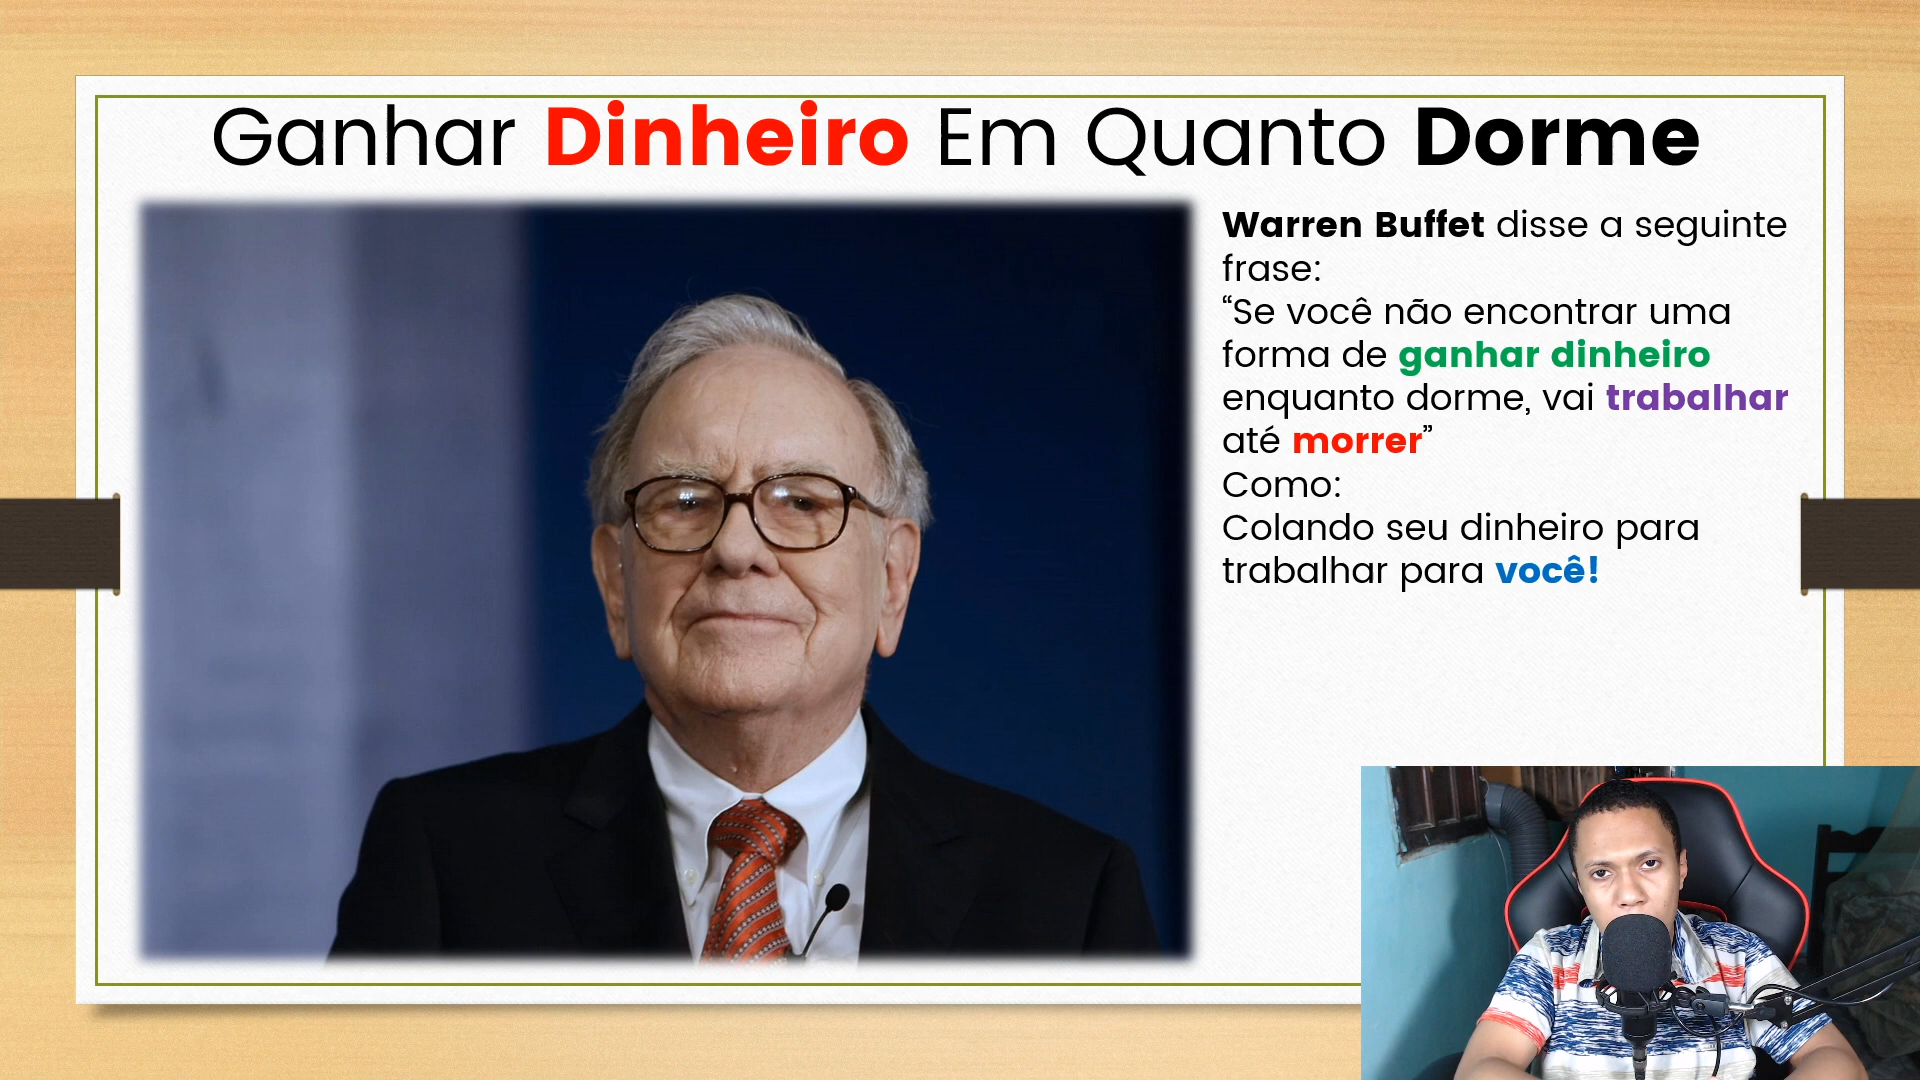 Ganhar Dinheiro Em Quanto Dorme
Warren Buffet disse a seguinte
frase:
“Se você não encontrar uma
forma de ganhar dinheiro
enquanto dorme, vai trabalhar
até morrer”
Como:
Colando seu dinheiro para
trabalhar para você!